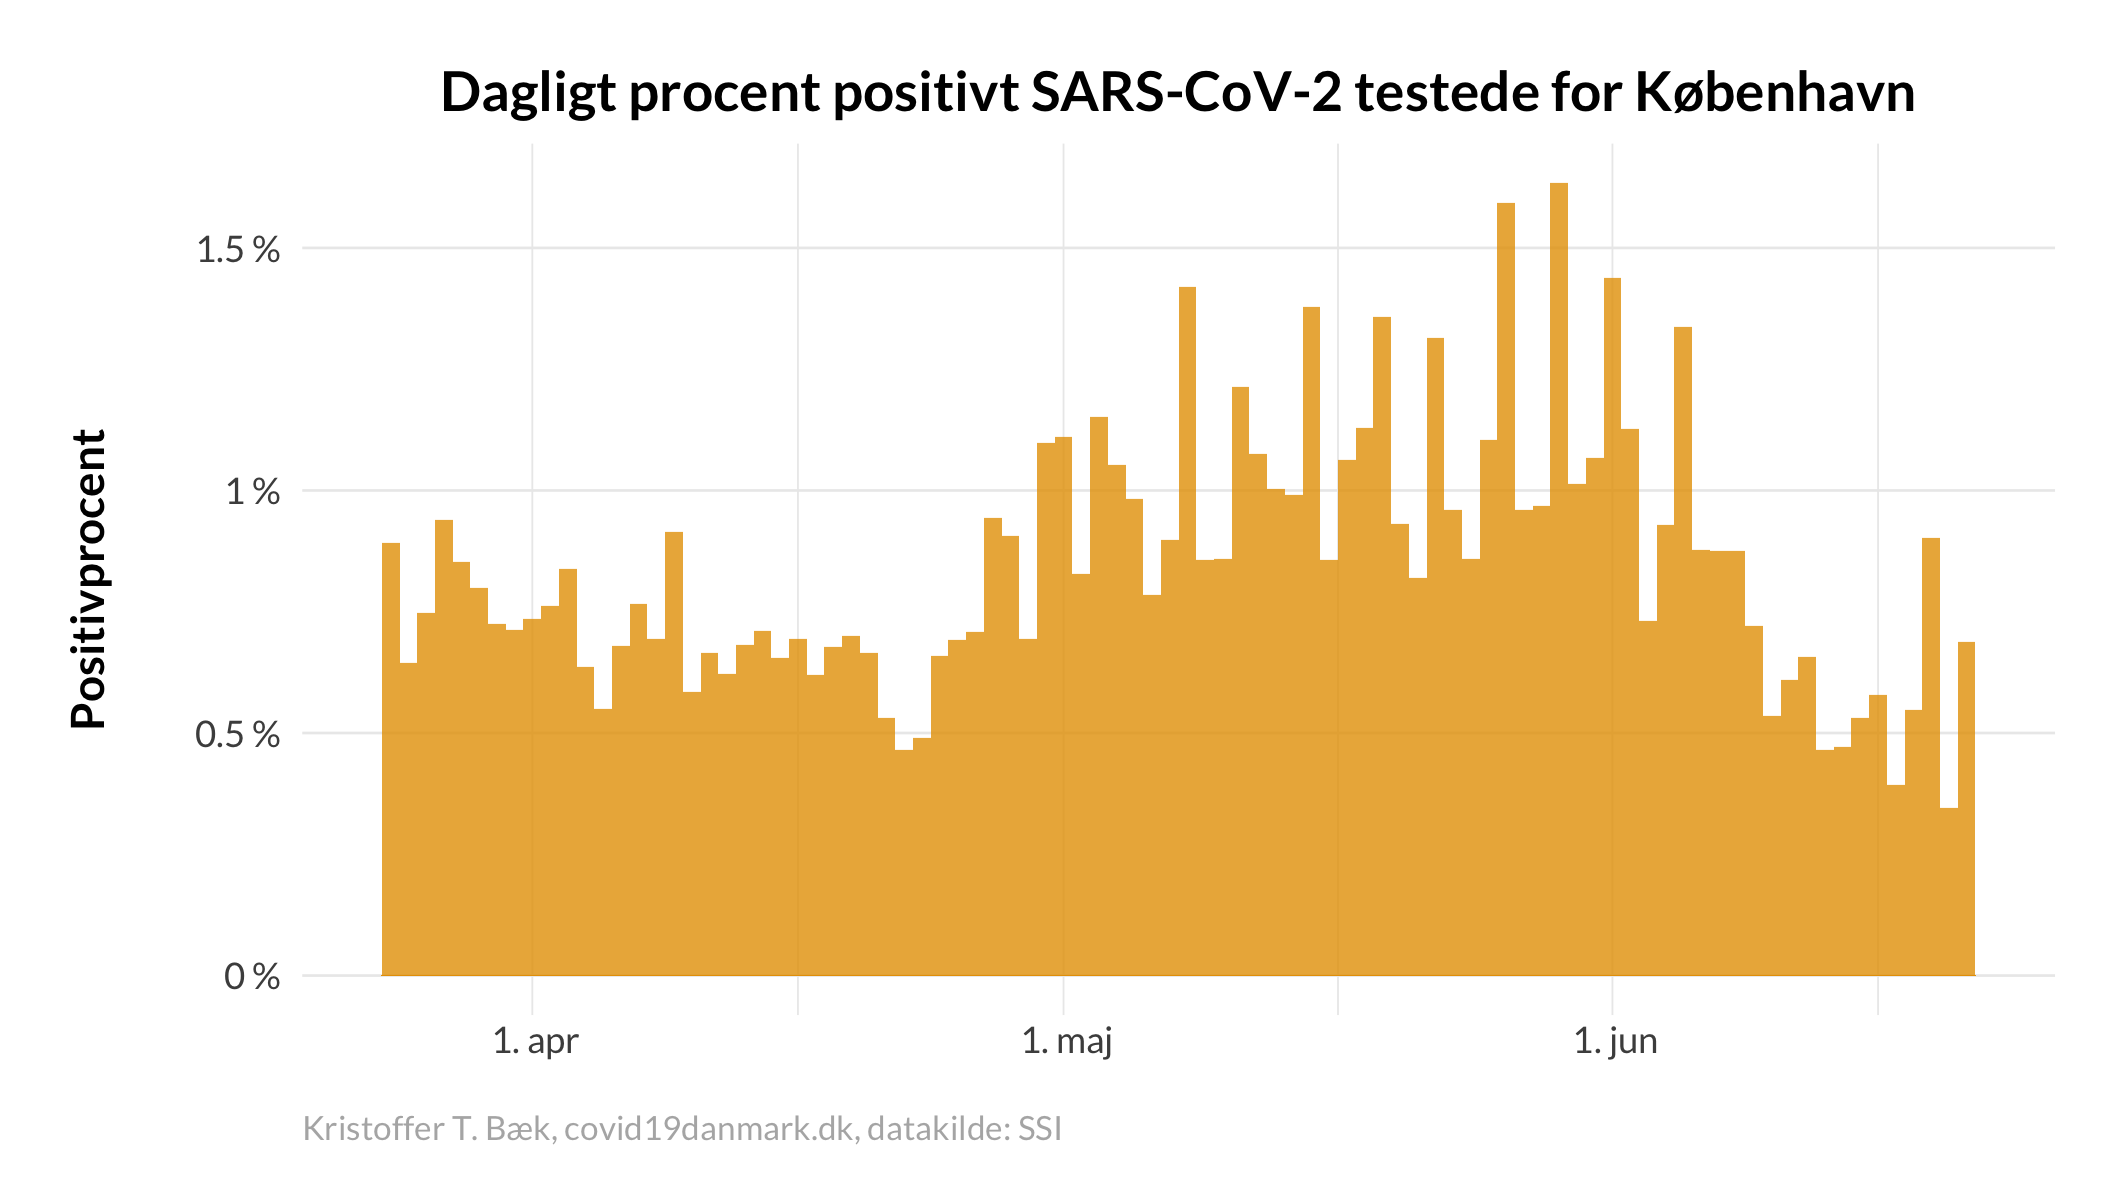 Dagligt procent positivt SARS-CoV-2 testede for København
Positivprocent
1.5 %
1 %
0.5 %
0 %
1. apr
1. maj
1. jun
Kristoffer T. Bæk, covid19danmark.dk, datakilde: SSI